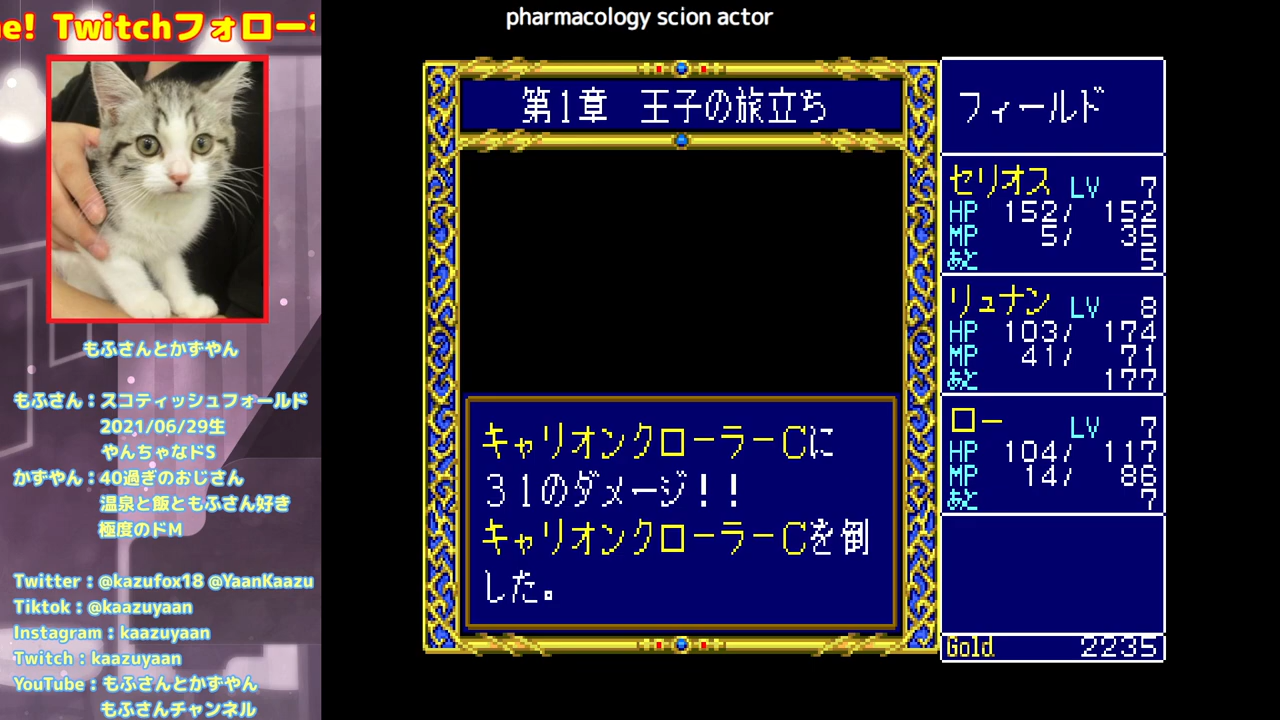 e! Twitchフォロー
pharmacology scion actor
もふさんとかずやん
もふさん：スコティッシュフォールド
2021/06/29生
やんちゃなドS
かずやん：40過ぎのおじさん
温泉と飯ともふさん好き
極度のドM
Twitter：@kazufox18 @YaanKaazu
Tiktok：@kaazuyaan
Instagram：kaazuyaan
Twitch：kaazuyaan
YouTube：もふさんとかずやん
もふさんチャンネル
第1章　王子の旅立ち
キャリオンクローラーCに
３１のダメージ！！
キャリオンクローラーCを倒
した。
フィールド
セリオス LV 7
HP 152/ 152
MP 5/ 35
あと 5
リュナン LV 8
HP 103/ 174
MP 41/ 71
あと 177
ロー LV 7
HP 104/ 117
MP 14/ 86
あと 7
Gold 2235